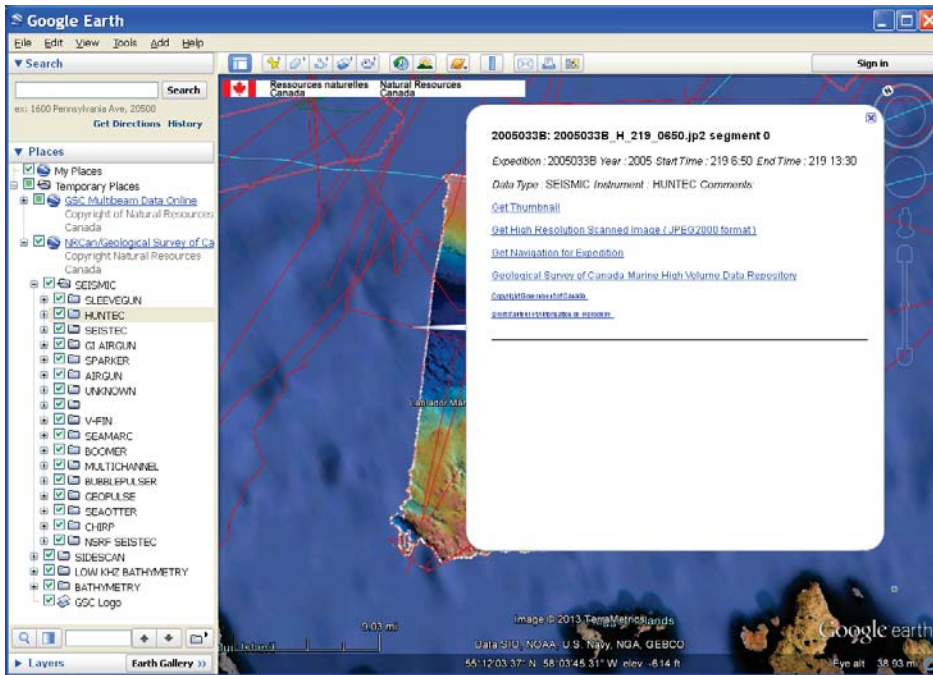 Google Earth
File Edit View Tools Add Help
Search
Search
ex: 1600 Pennsylvania Ave, 20500
Get Directions History
Places
My Places
Temporary Places
GSC Multibeam Data Online
Copyright of Natural Resources
Canada
NRCan/Geological Survey of Ca
Copyright Natural Resources
Canada
SEISMIC
SLEEVEGUN
HUNTEC
SEISTEC
GI AIRGUN
SPARKER
AIRGUN
UNKNOWN
V-FIN
SEAMARC
BOOMER
MULTICHANNEL
BUBBLEPULSER
GEOPULSE
SEAOTTER
CHIRP
NSRF SEISTEC
SIDESCAN
LOW KHZ BATHYMETRY
BATHYMETRY
GSC Logo
Layers
Earth Gallery >>
Sign in
Ressources naturelles Natural Resources
Canada Canada
N
2005033B: 2005033B_H_219_0650.jp2 segment 0
Expedition : 2005033B Year : 2005 Start Time : 219 6:50 End Time : 219 13:30
Data Type : SEISMIC Instrument : HUNTEC Comments:
Get Thumbnail
Get High Resolution Scanned Image ( JPEG2000 format )
Get Navigation for Expedition
Geological Survey of Canada Marine High Volume Data Repository
Copyright Government of Canada
Labrador Mar
9.03 mi
Island
Image © 2013 TerraMetrics
lands
Data SIO, NOAA, U.S. Navy, NGA, GEBCO
Google earth
55°12'03.37" N 58°03'45.31" W elev -614 ft
Eye alt 38.93 mi